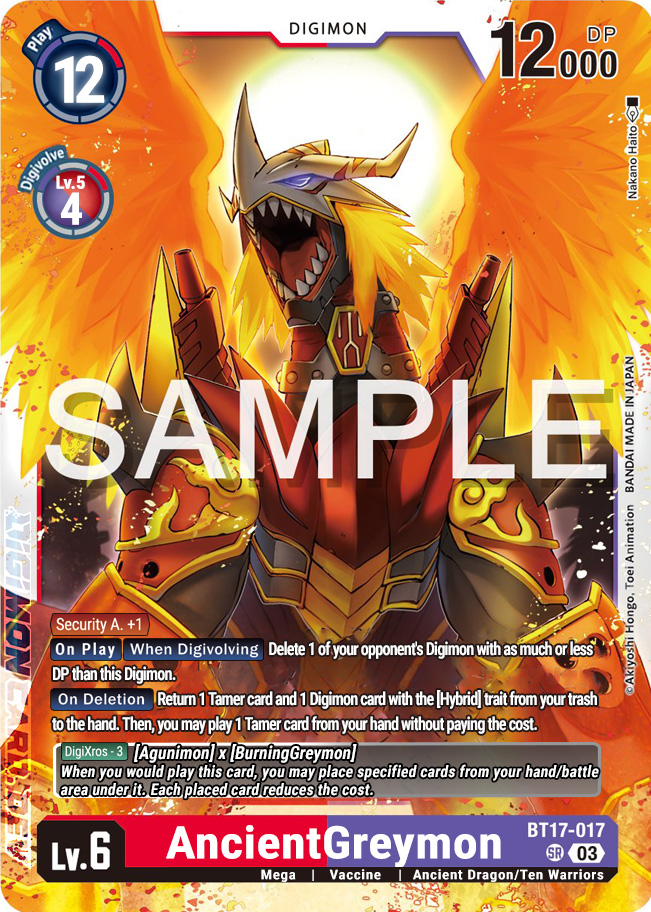 DIGIMON
Play
12
DP
12000
Digivolve
Lv.5
4
Nakano Haito
SAMPLE
BANDAI MADE IN JAPAN
©Akiyoshi Hongo, Toei Animation
DIGIMON CARD GAME
Security A. +1
On Play When Digivolving Delete 1 of your opponent's Digimon with as much or less
DP than this Digimon.
On Deletion Return 1 Tamer card and 1 Digimon card with the [Hybrid] trait from your trash
to the hand. Then, you may play 1 Tamer card from your hand without paying the cost.
DigiXros - 3 [Agunimon] x [BurningGreymon]
When you would play this card, you may place specified cards from your hand/battle
area under it. Each placed card reduces the cost.
Lv.6
AncientGreymon
BT17-017
SR 03
Mega | Vaccine | Ancient Dragon/Ten Warriors